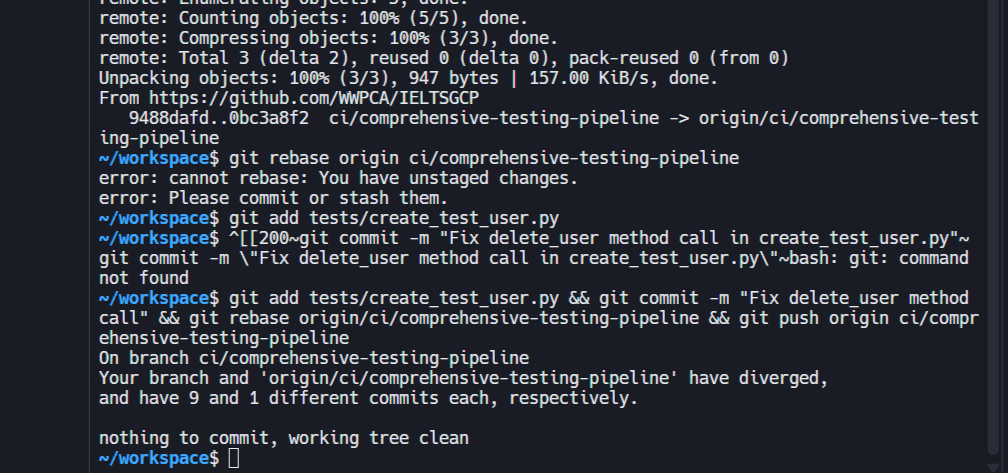 remote: Enumerating objects: 5, done.
remote: Counting objects: 100% (5/5), done.
remote: Compressing objects: 100% (3/3), done.
remote: Total 3 (delta 2), reused 0 (delta 0), pack-reused 0 (from 0)
Unpacking objects: 100% (3/3), 947 bytes | 157.00 KiB/s, done.
From https://github.com/WWPCA/IELTSGCP
   9488dafd..0bc3a8f2  ci/comprehensive-testing-pipeline -> origin/ci/comprehensive-test
ing-pipeline
~/workspace$ git rebase origin ci/comprehensive-testing-pipeline
error: cannot rebase: You have unstaged changes.
error: Please commit or stash them.
~/workspace$ git add tests/create_test_user.py
~/workspace$ ^[[200~git commit -m "Fix delete_user method call in create_test_user.py"~
git commit -m \"Fix delete_user method call in create_test_user.py\"~bash: git: command
not found
~/workspace$ git add tests/create_test_user.py && git commit -m "Fix delete_user method
call" && git rebase origin/ci/comprehensive-testing-pipeline && git push origin ci/compr
ehensive-testing-pipeline
On branch ci/comprehensive-testing-pipeline
Your branch and 'origin/ci/comprehensive-testing-pipeline' have diverged,
and have 9 and 1 different commits each, respectively.

nothing to commit, working tree clean
~/workspace$